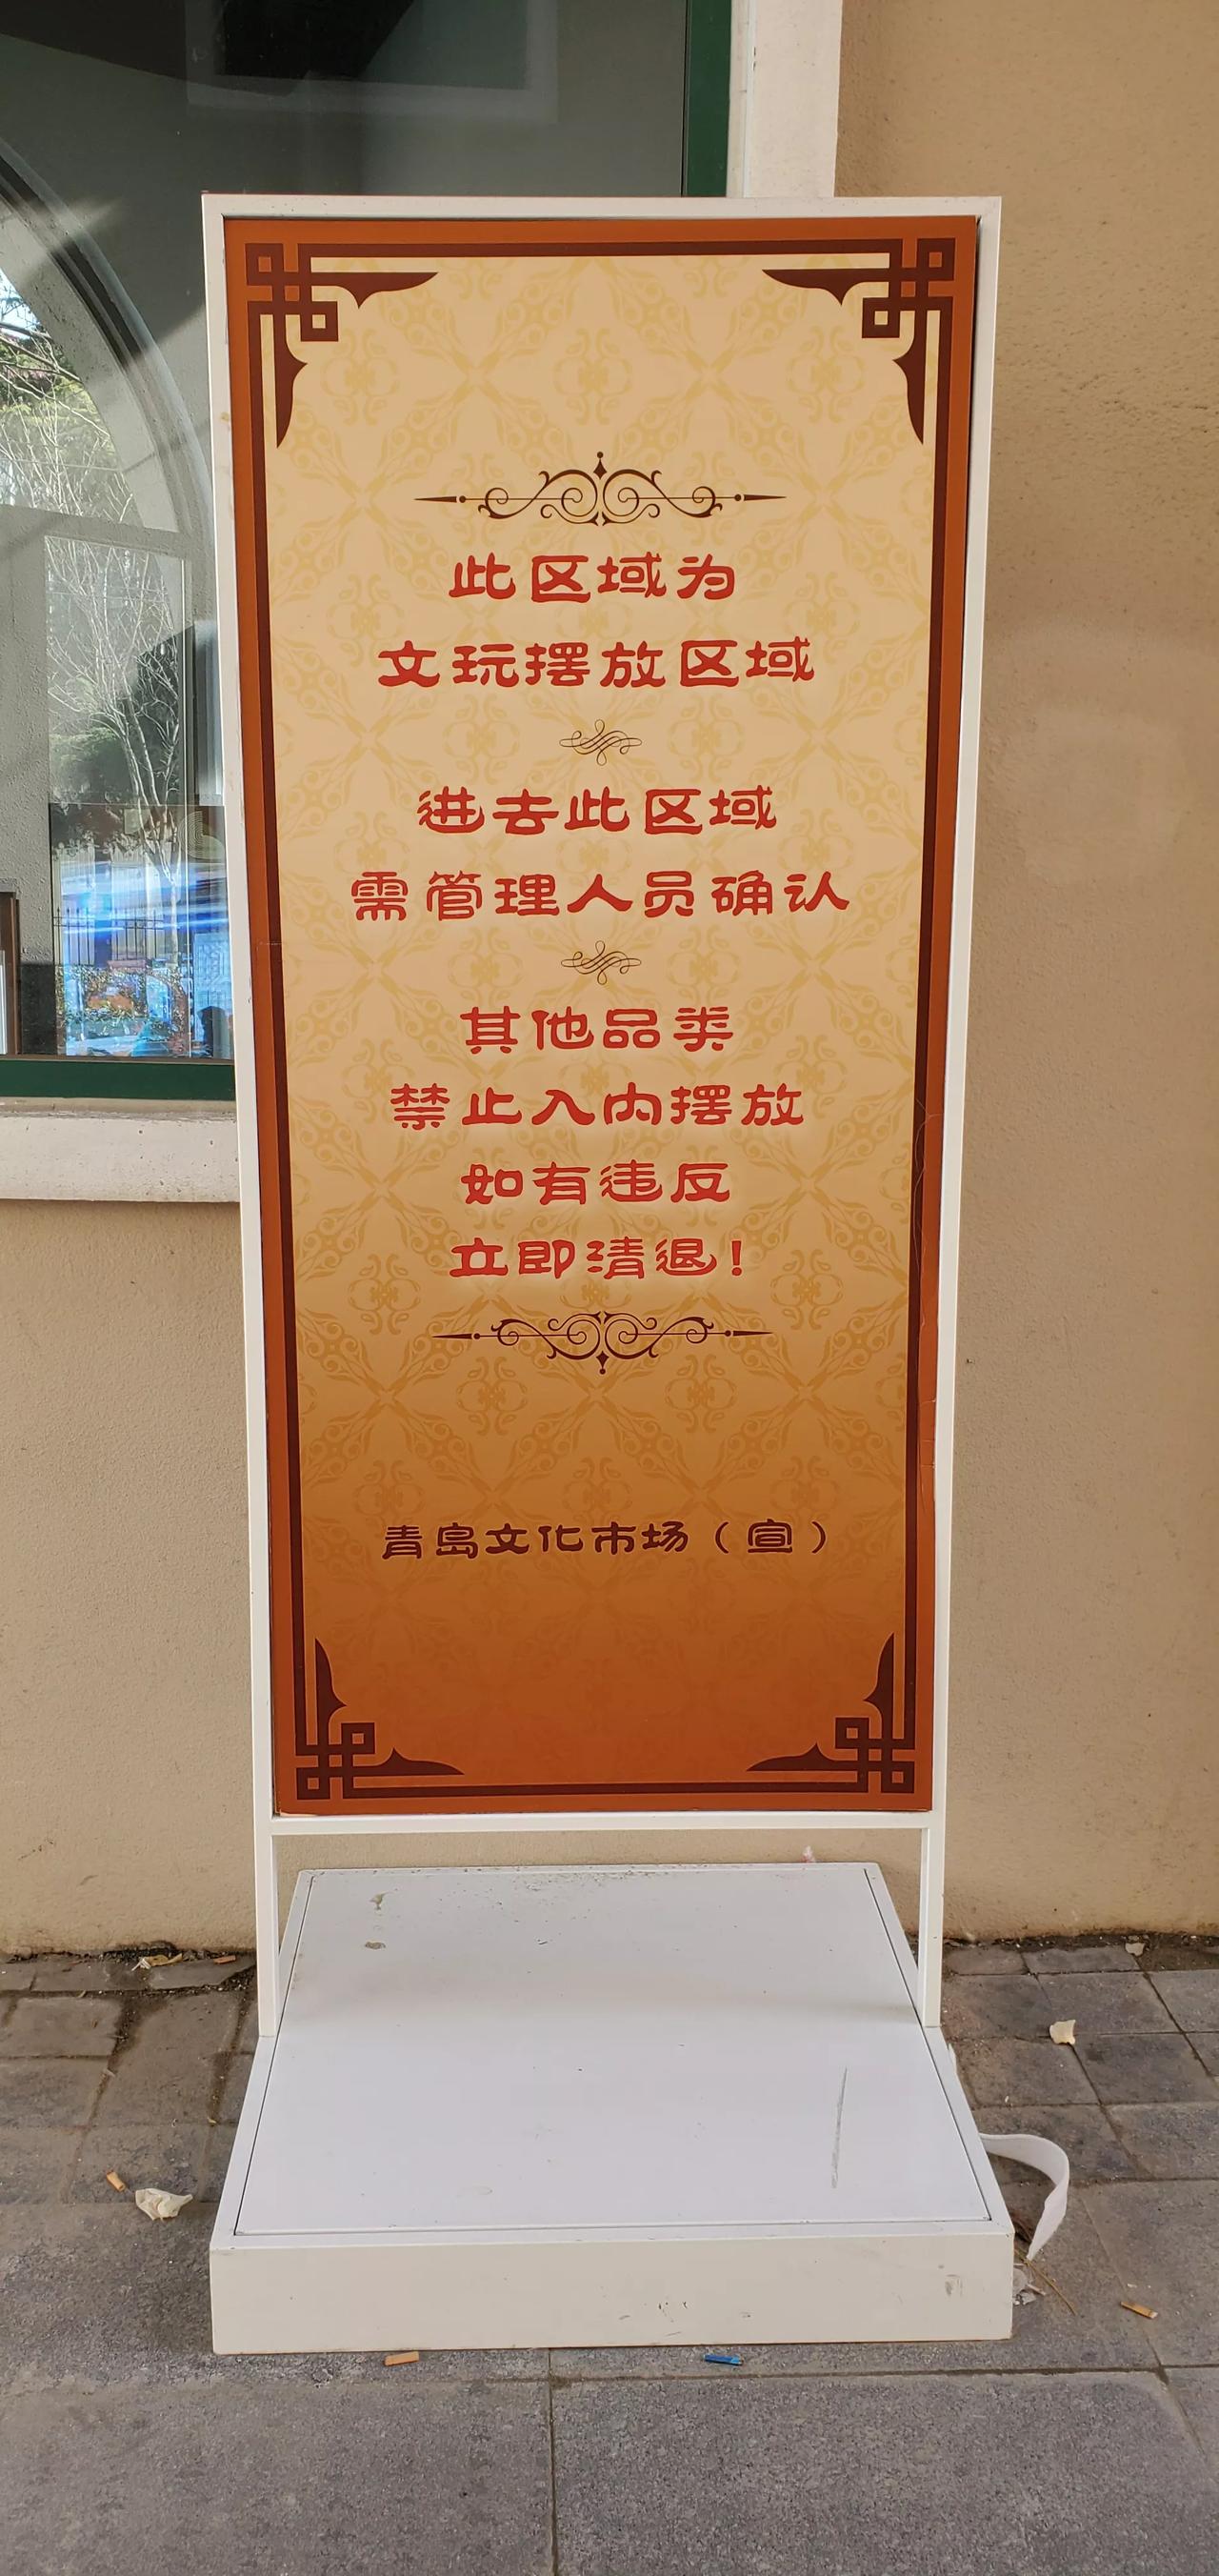 此区域为
文玩摆放区域
进去此区域
需管理人员确认
其他品类
禁止入内摆放
如有违反
立即清退！
青岛文化市场（宣）